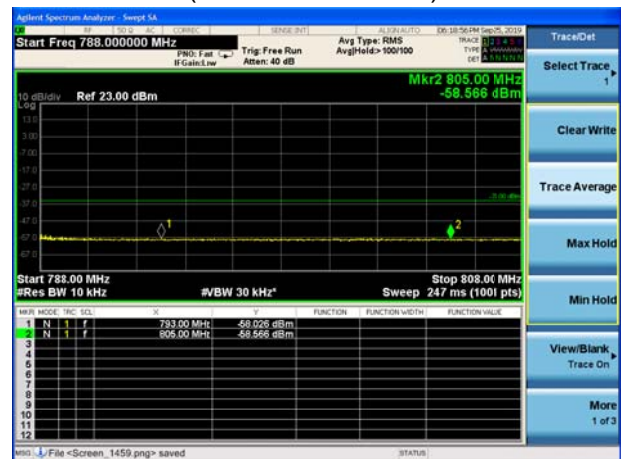 Agilent Spectrum Analyzer - Swept SA
RF 50 Ω AC CORREC SENSE:INT ALIGN AUTO 06:18:56 PM Sep 25, 2019
Start Freq 788.000000 MHz
PNO: Fast
IFGain:Low
Trig: Free Run
Atten: 40 dB
Avg Type: RMS
Avg|Hold:> 100/100
TRACE 1 2 3 4 5 6
TYPE
DET A N N N N N
Mkr2 805.00 MHz
-58.566 dBm
10 dB/div Ref 23.00 dBm
Log
13.0
3.00
-7.00
-17.0
-27.0
-37.0
-47.0
-57.0
-67.0
1
2
Start 788.00 MHz
Stop 808.00 MHz
#Res BW 10 kHz #VBW 30 kHz* Sweep 247 ms (1001 pts)
MKR MODE TRC SCL X Y FUNCTION FUNCTION WIDTH FUNCTION VALUE
1 N 1 f 793.00 MHz -58.026 dBm
2 N 1 f 805.00 MHz -58.566 dBm
3
4
5
6
7
8
9
10
11
12
MSG File <Screen_1459.png> saved STATUS
Trace/Det
Select Trace
1
Clear Write
Trace Average
Max Hold
Min Hold
View/Blank
Trace On
More
1 of 3